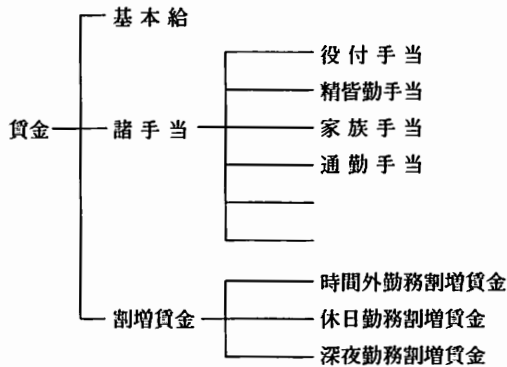 基本給
役付手当
精皆勤手当
賃金
諸手当
家族手当
通勤手当
時間外勤務割増賃金
割増賃金
休日勤務割増賃金
深夜勤務割増賃金